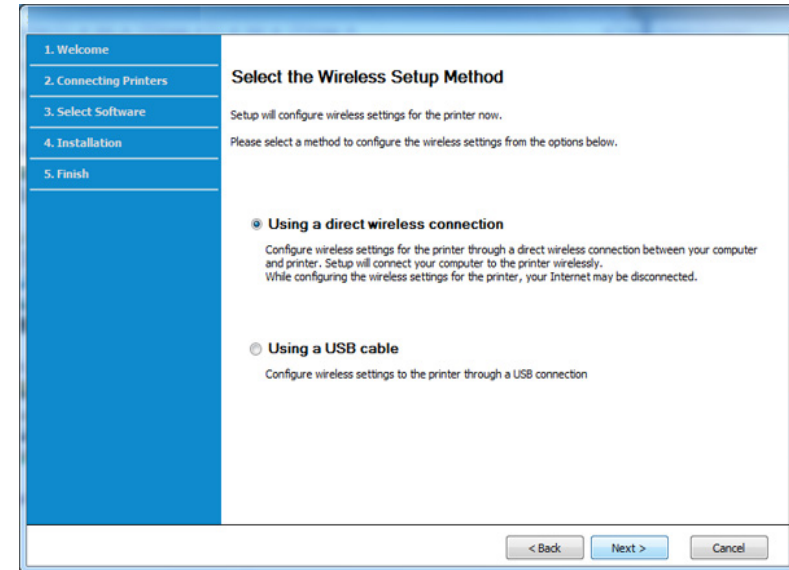 1. Welcome
2. Connecting Printers
3. Select Software
4. Installation
5. Finish
Select the Wireless Setup Method
Setup will configure wireless settings for the printer now.
Please select a method to configure the wireless settings from the options below.
Using a direct wireless connection
Configure wireless settings for the printer through a direct wireless connection between your computer
and printer. Setup will connect your computer to the printer wirelessly.
While configuring the wireless settings for the printer, your Internet may be disconnected.
Using a USB cable
Configure wireless settings to the printer through a USB connection
< Back
Next >
Cancel